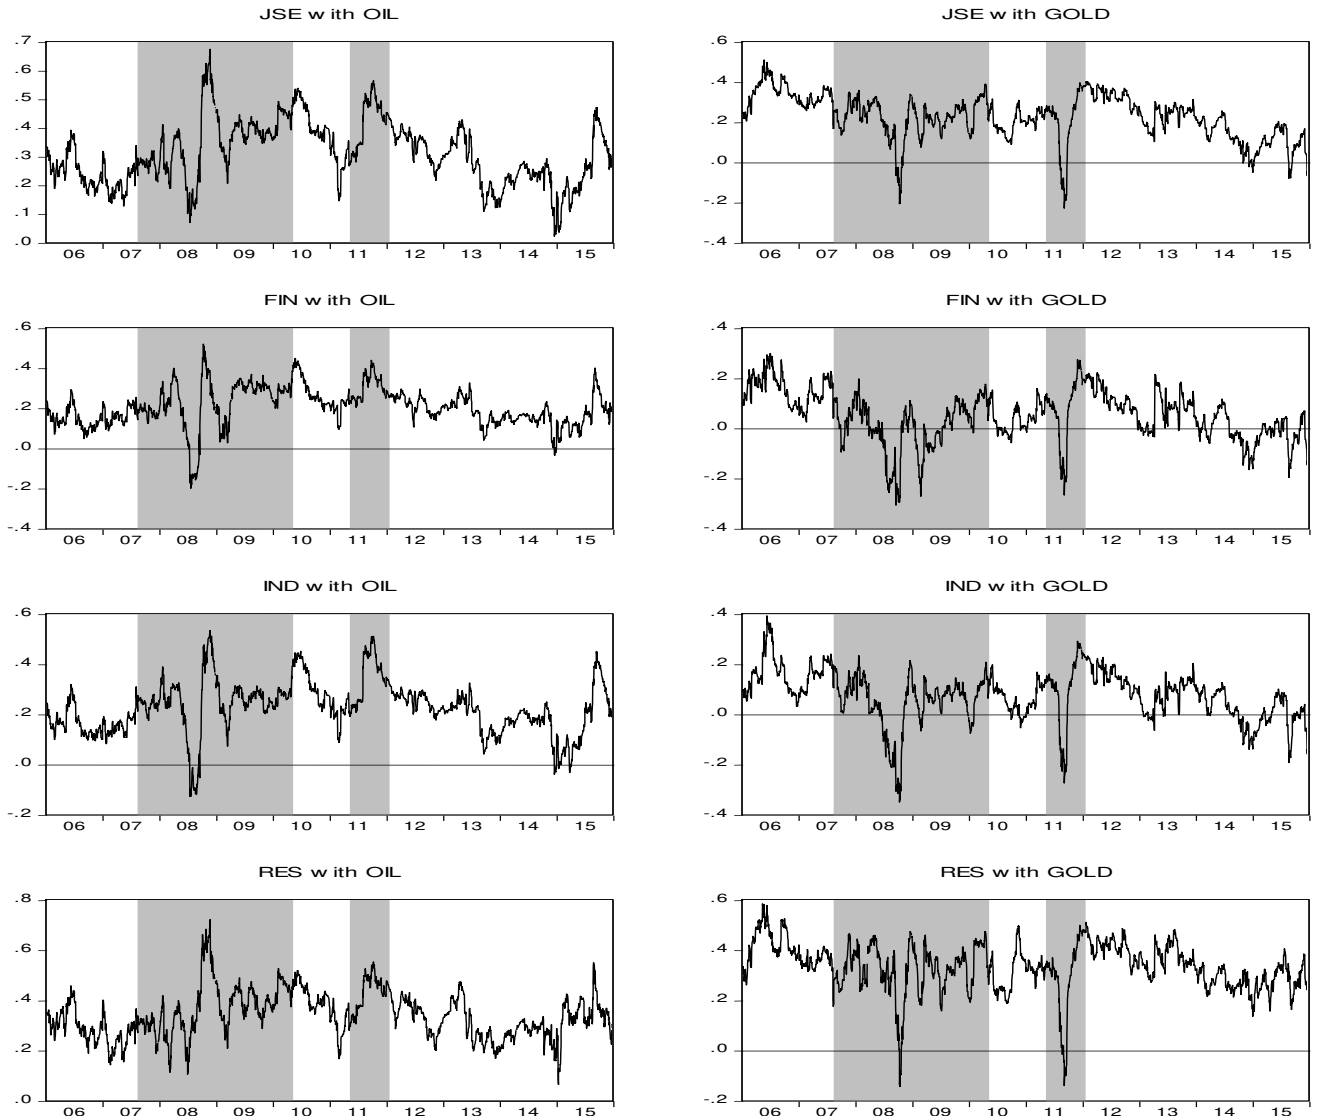 JSE with OIL
.7
.6
.5
.4
.3
.2
.1
.0
06 07 08 09 10 11 12 13 14 15
JSE with GOLD
.6
.4
.2
.0
-.2
-.4
06 07 08 09 10 11 12 13 14 15
FIN with OIL
.6
.4
.2
.0
-.2
-.4
06 07 08 09 10 11 12 13 14 15
FIN with GOLD
.4
.2
.0
-.2
-.4
06 07 08 09 10 11 12 13 14 15
IND with OIL
.6
.4
.2
.0
-.2
06 07 08 09 10 11 12 13 14 15
IND with GOLD
.4
.2
.0
-.2
-.4
06 07 08 09 10 11 12 13 14 15
RES with OIL
.8
.6
.4
.2
.0
06 07 08 09 10 11 12 13 14 15
RES with GOLD
.6
.4
.2
.0
-.2
06 07 08 09 10 11 12 13 14 15